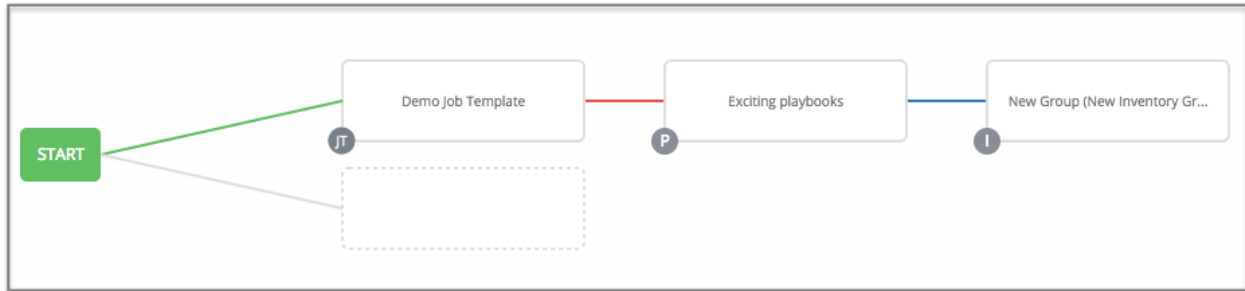 START
Demo Job Template
JT
Exciting playbooks
P
New Group (New Inventory Gr...
I